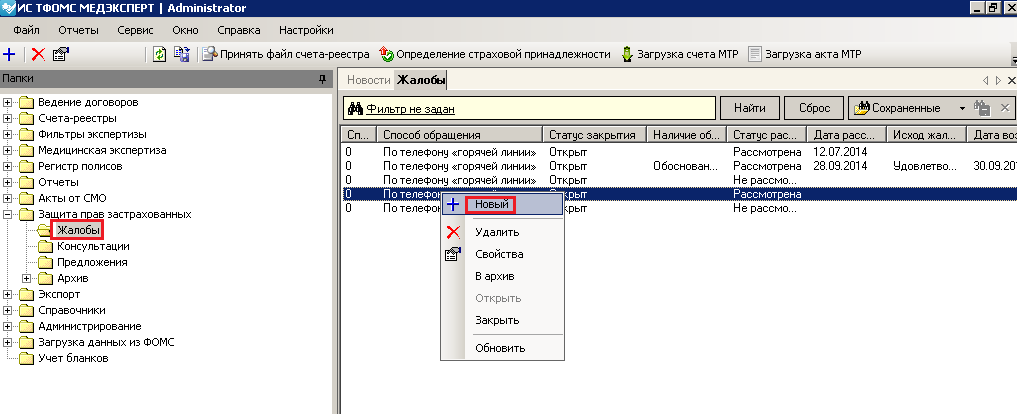 ИС ТФОМС МЕДЭКСПЕРТ | Administrator
Файл Отчеты Сервис Окно Справка Настройки
Принять файл счета-реестра Определение страховой принадлежности Загрузка счета МТР Загрузка акта МТР
Папки
Ведение договоров
Счета-реестры
Фильтры экспертизы
Медицинская экспертиза
Регистр полисов
Отчеты
Акты от СМО
Защита прав застрахованных
Жалобы
Консультации
Предложения
Архив
Экспорт
Справочники
Администрирование
Загрузка данных из ФОМС
Учет бланков
Новости Жалобы
Фильтр не задан Найти Сброс Сохраненные
Сп... Способ обращения Статус закрытия Наличие об... Статус рас... Дата расс... Исход жал... Дата воз
0 По телефону «горячей линии» Открыт Рассмотрена 12.07.2014
0 По телефону «горячей линии» Открыт Обоснован... Рассмотрена 28.09.2014 Удовлетво... 30.09.201
0 По телефону «горячей линии» Открыт Не рассмо...
0 По телефону «горячей линии» Открыт Рассмотрена
0 По телефону Не рассмо...
Новый
Удалить
Свойства
В архив
Открыть
Закрыть
Обновить